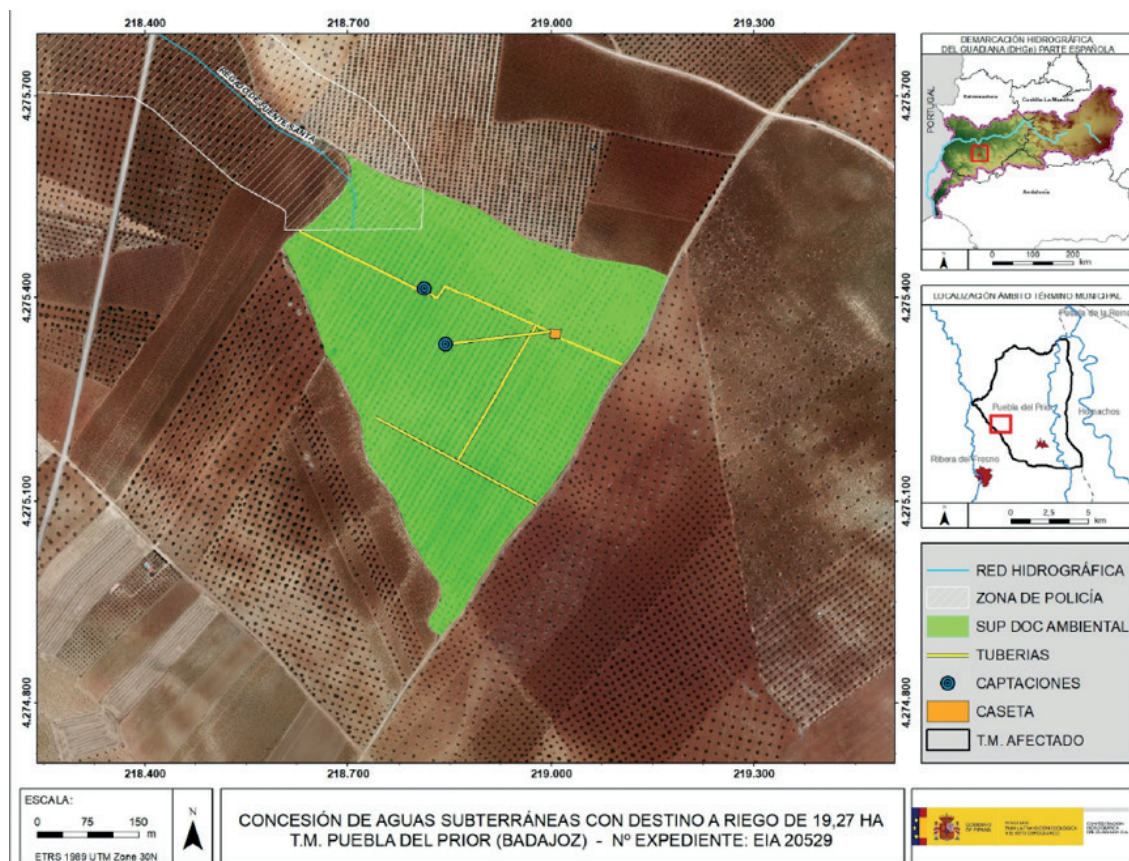 218.400
218.700
219.000
219.300
4.275.700
4.275.400
4.275.100
4.274.800
4.275.700
4.275.400
4.275.100
4.274.800
218.400
218.700
219.000
219.300
DEMARCACIÓN HIDROGRÁFICA
DEL GUADIANA (DHGn) PARTE ESPAÑOLA
PORTUGAL
Extremadura
Castilla-La Mancha
Andalucía
N
0 100 200
km
LOCALIZACIÓN ÁMBITO TÉRMINO MUNICIPAL
Puebla de la Reina
Puebla del Prior
Hornachos
Ribera del Fresno
N
0 2,5 5
km
RED HIDROGRÁFICA
ZONA DE POLICÍA
SUP DOC AMBIENTAL
TUBERIAS
CAPTACIONES
CASETA
T.M. AFECTADO
ESCALA:
0 75 150
m
ETRS 1989 UTM Zone 30N
N
CONCESIÓN DE AGUAS SUBTERRÁNEAS CON DESTINO A RIEGO DE 19,27 HA
T.M. PUEBLA DEL PRIOR (BADAJOZ) - Nº EXPEDIENTE: EIA 20529
GOBIERNO
DE ESPAÑA
CONFEDERACIÓN
HIDROGRÁFICA